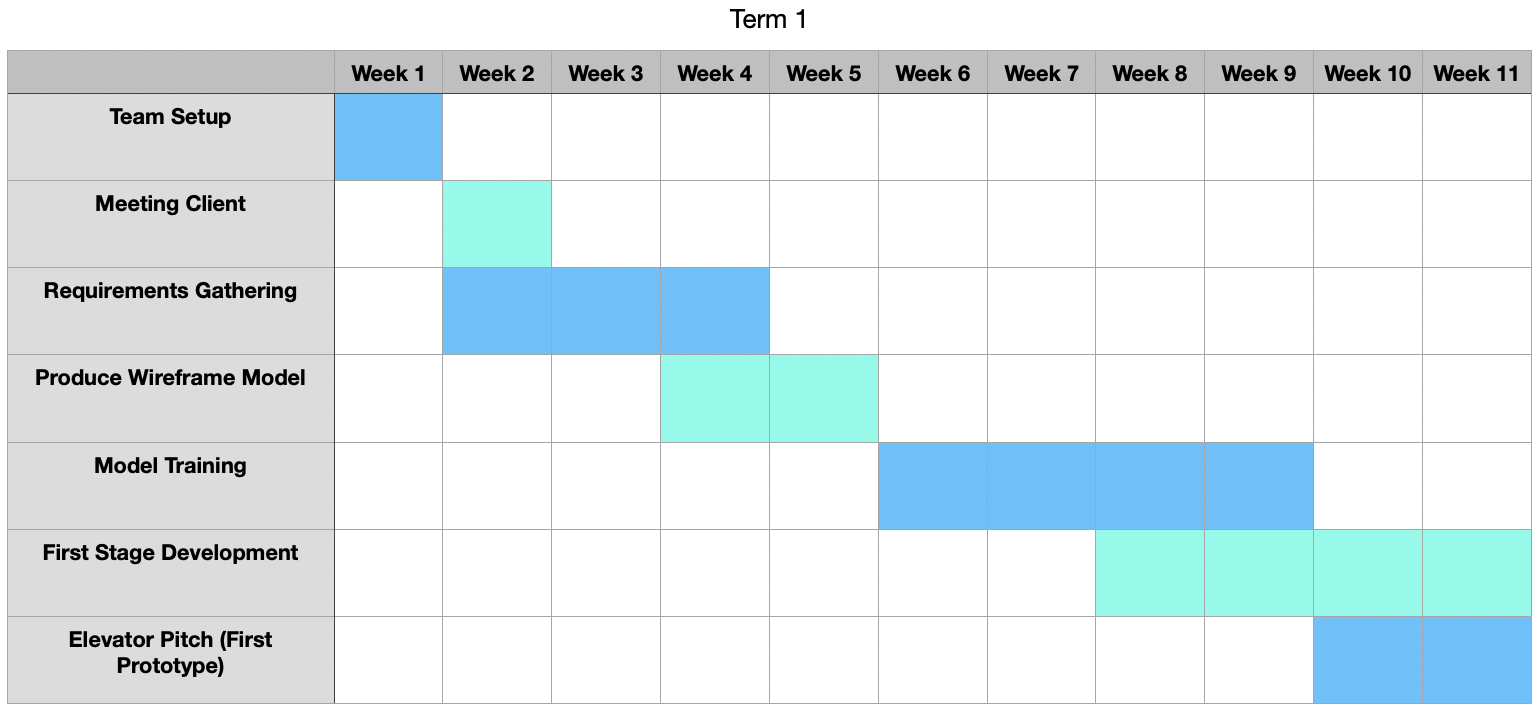 Term 1
Week 1 Week 2 Week 3 Week 4 Week 5 Week 6 Week 7 Week 8 Week 9 Week 10 Week 11
Team Setup
Meeting Client
Requirements Gathering
Produce Wireframe Model
Model Training
First Stage Development
Elevator Pitch (First
Prototype)